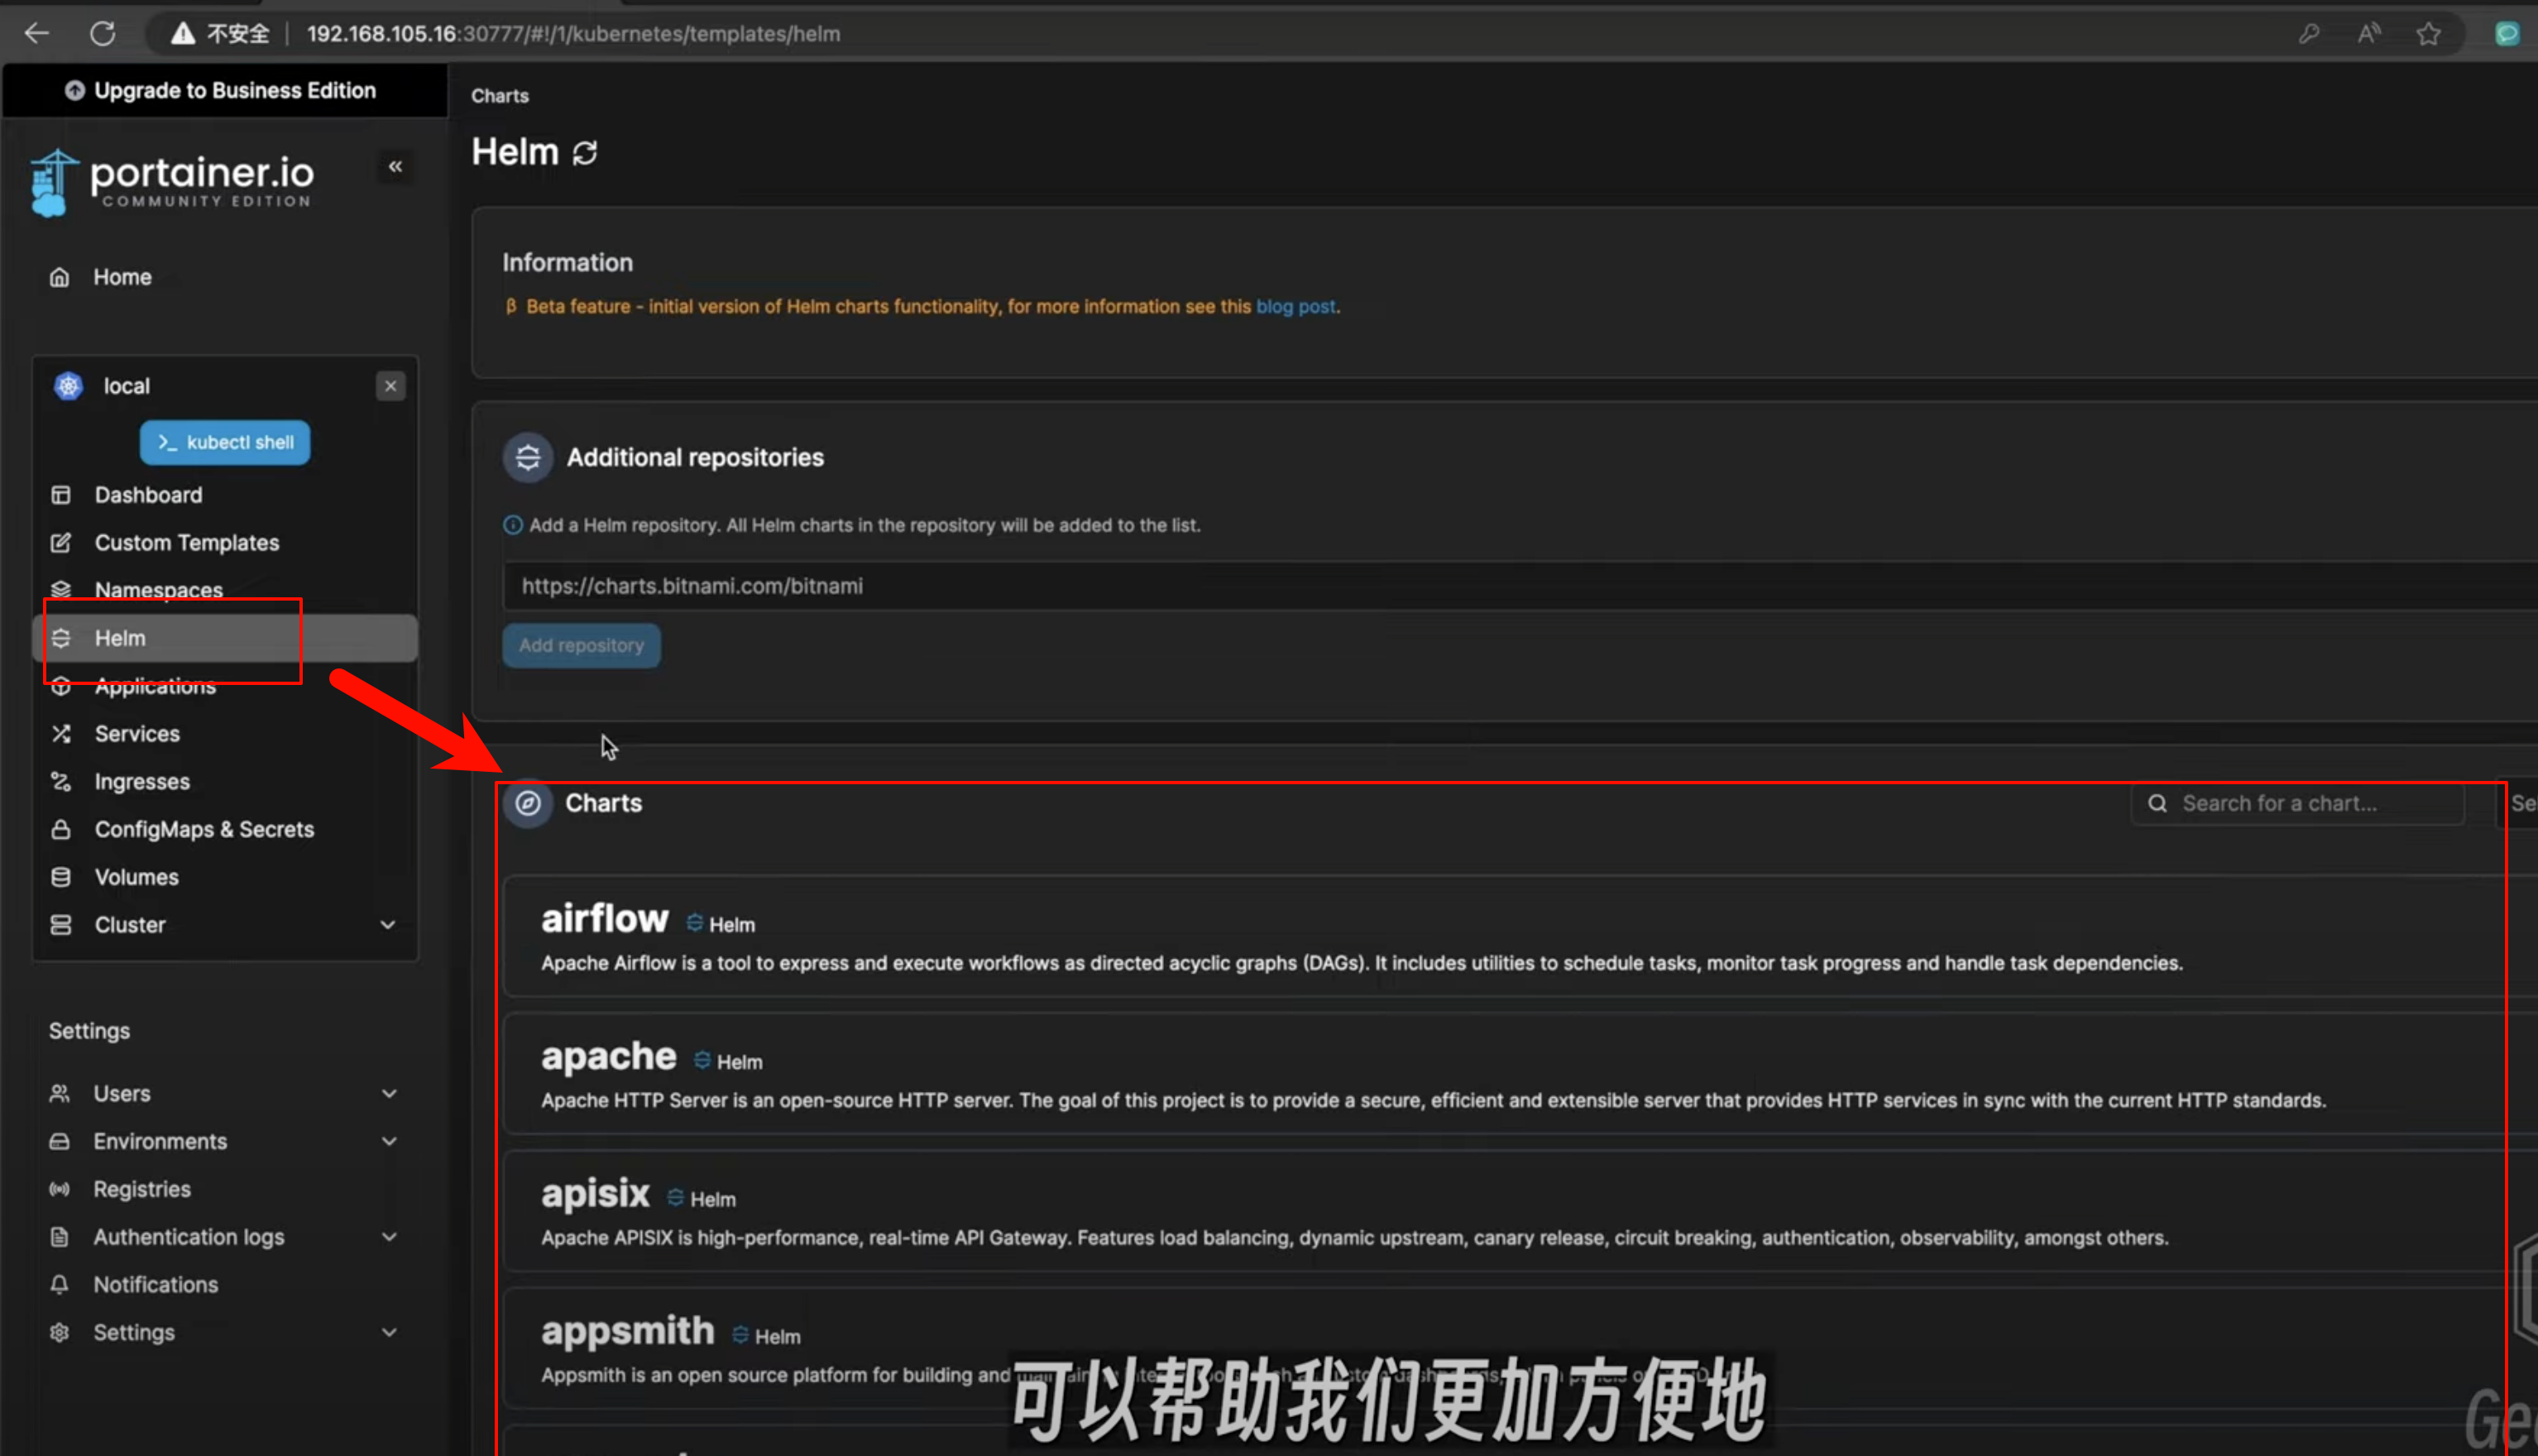 不安全 192.168.105.16:30777/#!/1/kubernetes/templates/helm
Upgrade to Business Edition
portainer.io
COMMUNITY EDITION
Home
local
>_ kubectl shell
Dashboard
Custom Templates
Namespaces
Helm
Applications
Services
Ingresses
ConfigMaps & Secrets
Volumes
Cluster
Settings
Users
Environments
Registries
Authentication logs
Notifications
Settings
Charts
Helm
Information
β Beta feature - initial version of Helm charts functionality, for more information see this blog post.
Additional repositories
Add a Helm repository. All Helm charts in the repository will be added to the list.
https://charts.bitnami.com/bitnami
Add repository
Charts
Search for a chart...
airflow Helm
Apache Airflow is a tool to express and execute workflows as directed acyclic graphs (DAGs). It includes utilities to schedule tasks, monitor task progress and handle task dependencies.
apache Helm
Apache HTTP Server is an open-source HTTP server. The goal of this project is to provide a secure, efficient and extensible server that provides HTTP services in sync with the current HTTP standards.
apisix Helm
Apache APISIX is high-performance, real-time API Gateway. Features load balancing, dynamic upstream, canary release, circuit breaking, authentication, observability, amongst others.
appsmith Helm
Appsmith is an open source platform for building and
可以帮助我们更加方便地